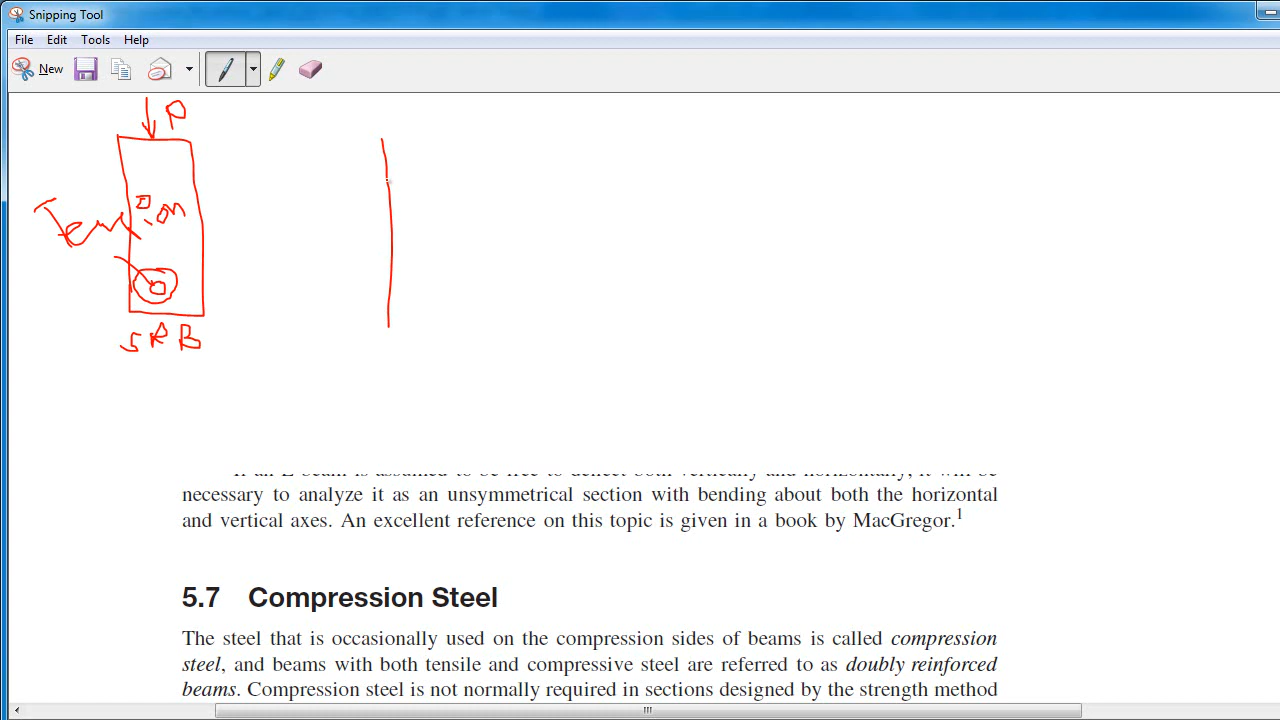 Snipping Tool
File Edit Tools Help
New
P
Tension
SRB
necessary to analyze it as an unsymmetrical section with bending about both the horizontal
and vertical axes. An excellent reference on this topic is given in a book by MacGregor.1
5.7 Compression Steel
The steel that is occasionally used on the compression sides of beams is called compression
steel, and beams with both tensile and compressive steel are referred to as doubly reinforced
beams. Compression steel is not normally required in sections designed by the strength method